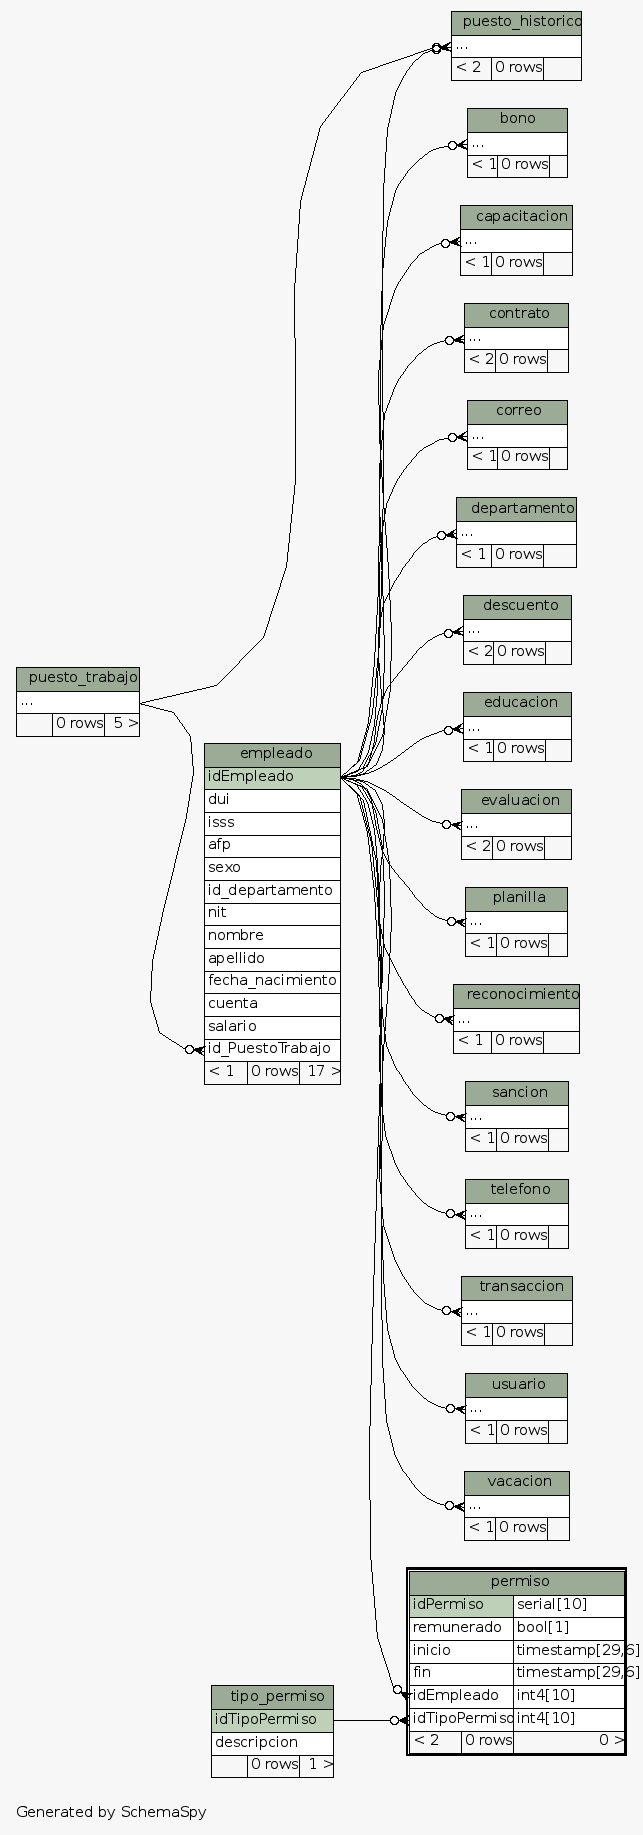 puesto_historico
...
< 2 0 rows
bono
...
< 1 0 rows
capacitacion
...
< 1 0 rows
contrato
...
< 2 0 rows
correo
...
< 1 0 rows
departamento
...
< 1 0 rows
descuento
...
< 2 0 rows
puesto_trabajo
...
0 rows 5 >
educacion
...
< 1 0 rows
empleado
idEmpleado
dui
isss
afp
sexo
id_departamento
nit
nombre
apellido
fecha_nacimiento
cuenta
salario
id_PuestoTrabajo
< 1 0 rows 17 >
evaluacion
...
< 2 0 rows
planilla
...
< 1 0 rows
reconocimiento
...
< 1 0 rows
sancion
...
< 1 0 rows
telefono
...
< 1 0 rows
transaccion
...
< 1 0 rows
usuario
...
< 1 0 rows
vacacion
...
< 1 0 rows
permiso
idPermiso serial[10]
remunerado bool[1]
inicio timestamp[29,6]
fin timestamp[29,6]
idEmpleado int4[10]
idTipoPermiso int4[10]
< 2 0 rows 0 >
tipo_permiso
idTipoPermiso
descripcion
0 rows 1 >
Generated by SchemaSpy